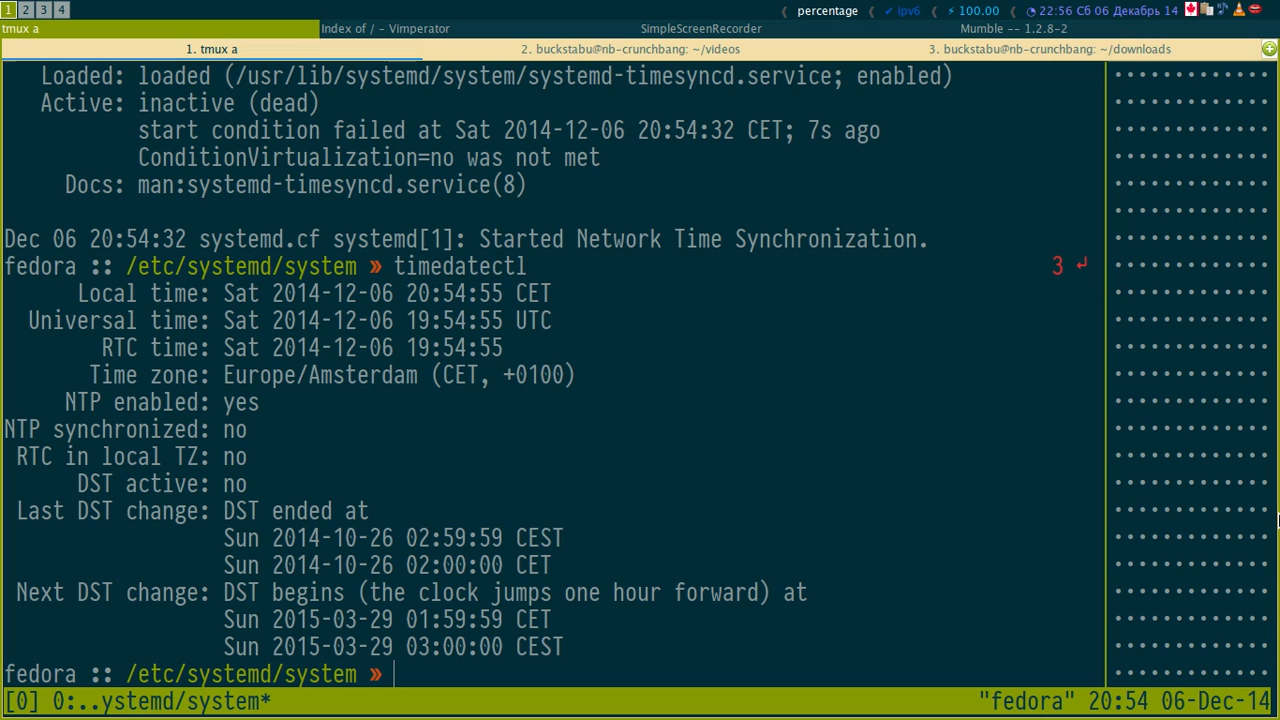 1 2 3 4 percentage ✔ ipv6 ⚡ 100.00 22:56 Сб 06 Декабрь 14
tmux a Index of / - Vimperator SimpleScreenRecorder Mumble -- 1.2.8-2
1. tmux a 2. buckstabu@nb-crunchbang: ~/videos 3. buckstabu@nb-crunchbang: ~/downloads
Loaded: loaded (/usr/lib/systemd/system/systemd-timesyncd.service; enabled)
Active: inactive (dead)
start condition failed at Sat 2014-12-06 20:54:32 CET; 7s ago
ConditionVirtualization=no was not met
Docs: man:systemd-timesyncd.service(8)
Dec 06 20:54:32 systemd.cf systemd[1]: Started Network Time Synchronization.
fedora :: /etc/systemd/system » timedatectl 3 ↵
Local time: Sat 2014-12-06 20:54:55 CET
Universal time: Sat 2014-12-06 19:54:55 UTC
RTC time: Sat 2014-12-06 19:54:55
Time zone: Europe/Amsterdam (CET, +0100)
NTP enabled: yes
NTP synchronized: no
RTC in local TZ: no
DST active: no
Last DST change: DST ended at
Sun 2014-10-26 02:59:59 CEST
Sun 2014-10-26 02:00:00 CET
Next DST change: DST begins (the clock jumps one hour forward) at
Sun 2015-03-29 01:59:59 CET
Sun 2015-03-29 03:00:00 CEST
fedora :: /etc/systemd/system »
[0] 0:..ystemd/system* "fedora" 20:54 06-Dec-14